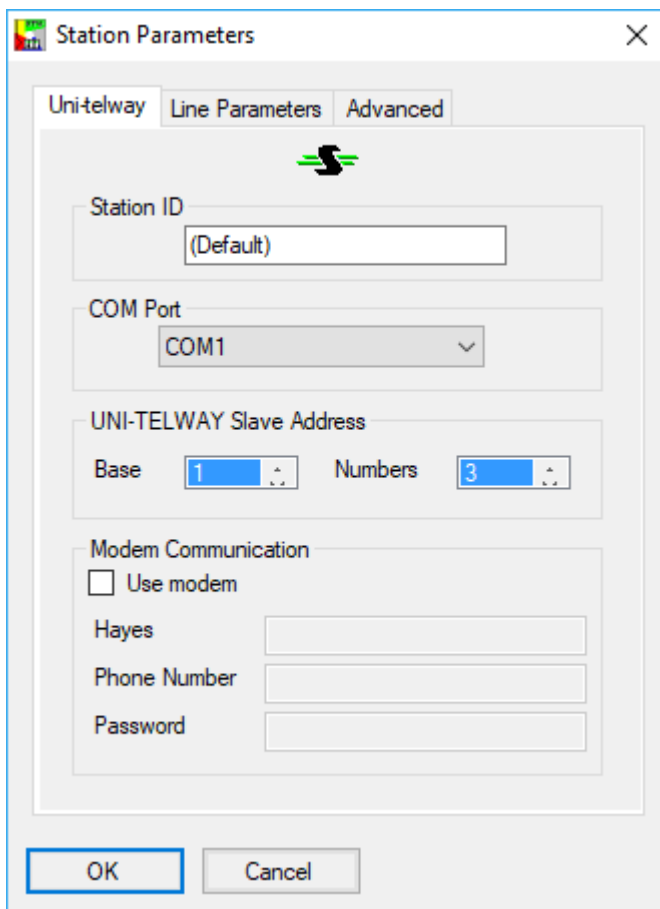 Station Parameters
Uni-telway Line Parameters Advanced
Station ID
(Default)
COM Port
COM1
UNI-TELWAY Slave Address
Base 1 Numbers 3
Modem Communication
Use modem
Hayes
Phone Number
Password
OK Cancel